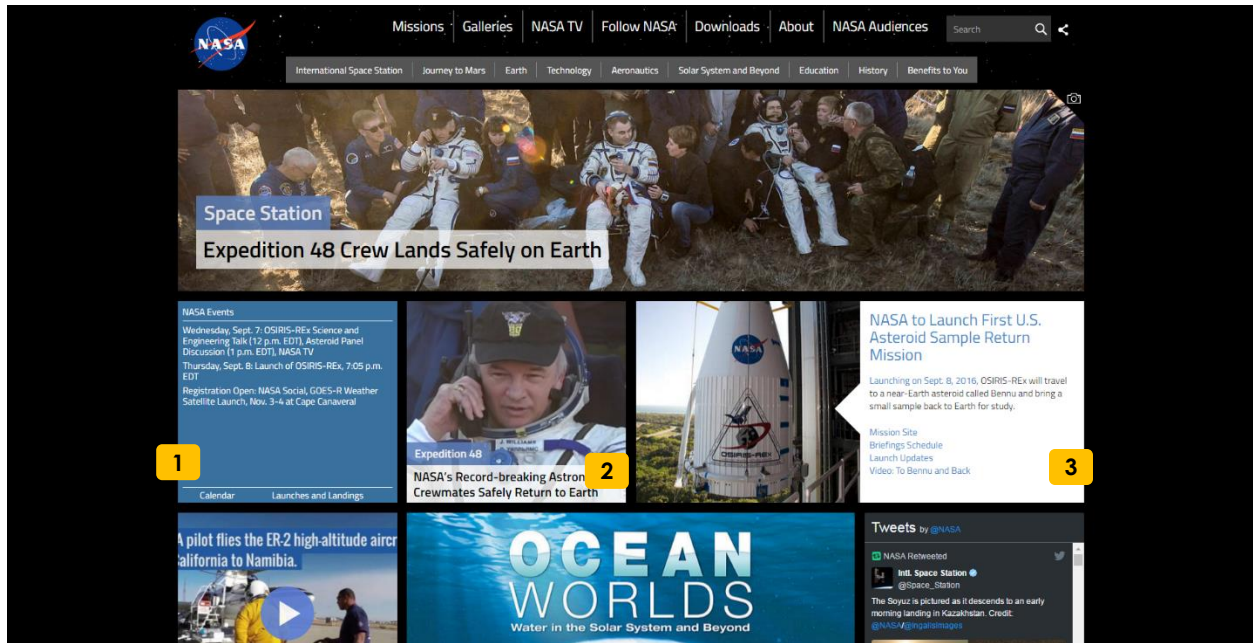 NASA
Missions Galleries NASA TV Follow NASA Downloads About NASA Audiences Search
International Space Station Journey to Mars Earth Technology Aeronautics Solar System and Beyond Education History Benefits to You
Space Station
Expedition 48 Crew Lands Safely on Earth
NASA Events
Wednesday, Sept. 7: OSIRIS-REx Science and
Engineering Talk (12 p.m. EDT), Asteroid Panel
Discussion (1 p.m. EDT), NASA TV
Thursday, Sept. 8: Launch of OSIRIS-REx, 7:05 p.m.
EDT
Registration Open: NASA Social, GOES-R Weather
Satellite Launch, Nov. 3-4 at Cape Canaveral
1
Calendar Launches and Landings
J. WILLIAMS
Expedition 48
NASA's Record-breaking Astron
Crewmates Safely Return to Earth
2
NASA
OSIRIS-REx
NASA to Launch First U.S.
Asteroid Sample Return
Mission
Launching on Sept. 8, 2016, OSIRIS-REx will travel
to a near-Earth asteroid called Bennu and bring a
small sample back to Earth for study.
Mission Site
Briefings Schedule
Launch Updates
Video: To Bennu and Back
3
A pilot flies the ER-2 high-altitude aircr
alifornia to Namibia.
OCEAN
WORLDS
Water in the Solar System and Beyond
Tweets by @NASA
NASA Retweeted
Intl. Space Station
@Space_Station
The Soyuz is pictured as it descends to an early
morning landing in Kazakhstan. Credit:
@NASA/@ingallsimages